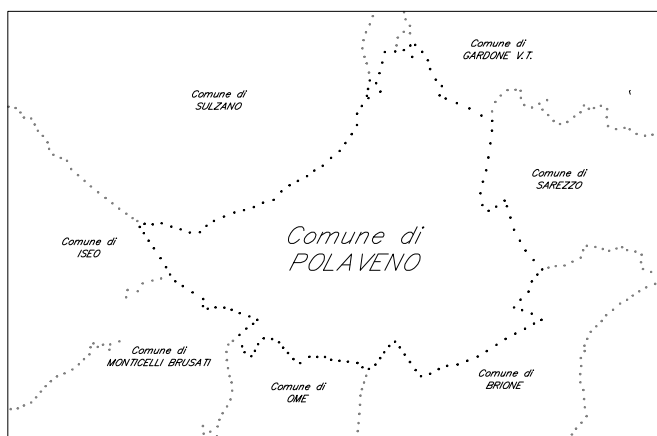 Comune di
GARDONE V.T.
Comune di
SULZANO
Comune di
SAREZZO
Comune di
ISEO
Comune di
POLAVENO
Comune di
MONTICELLI BRUSATI
Comune di
OME
Comune di
BRIONE